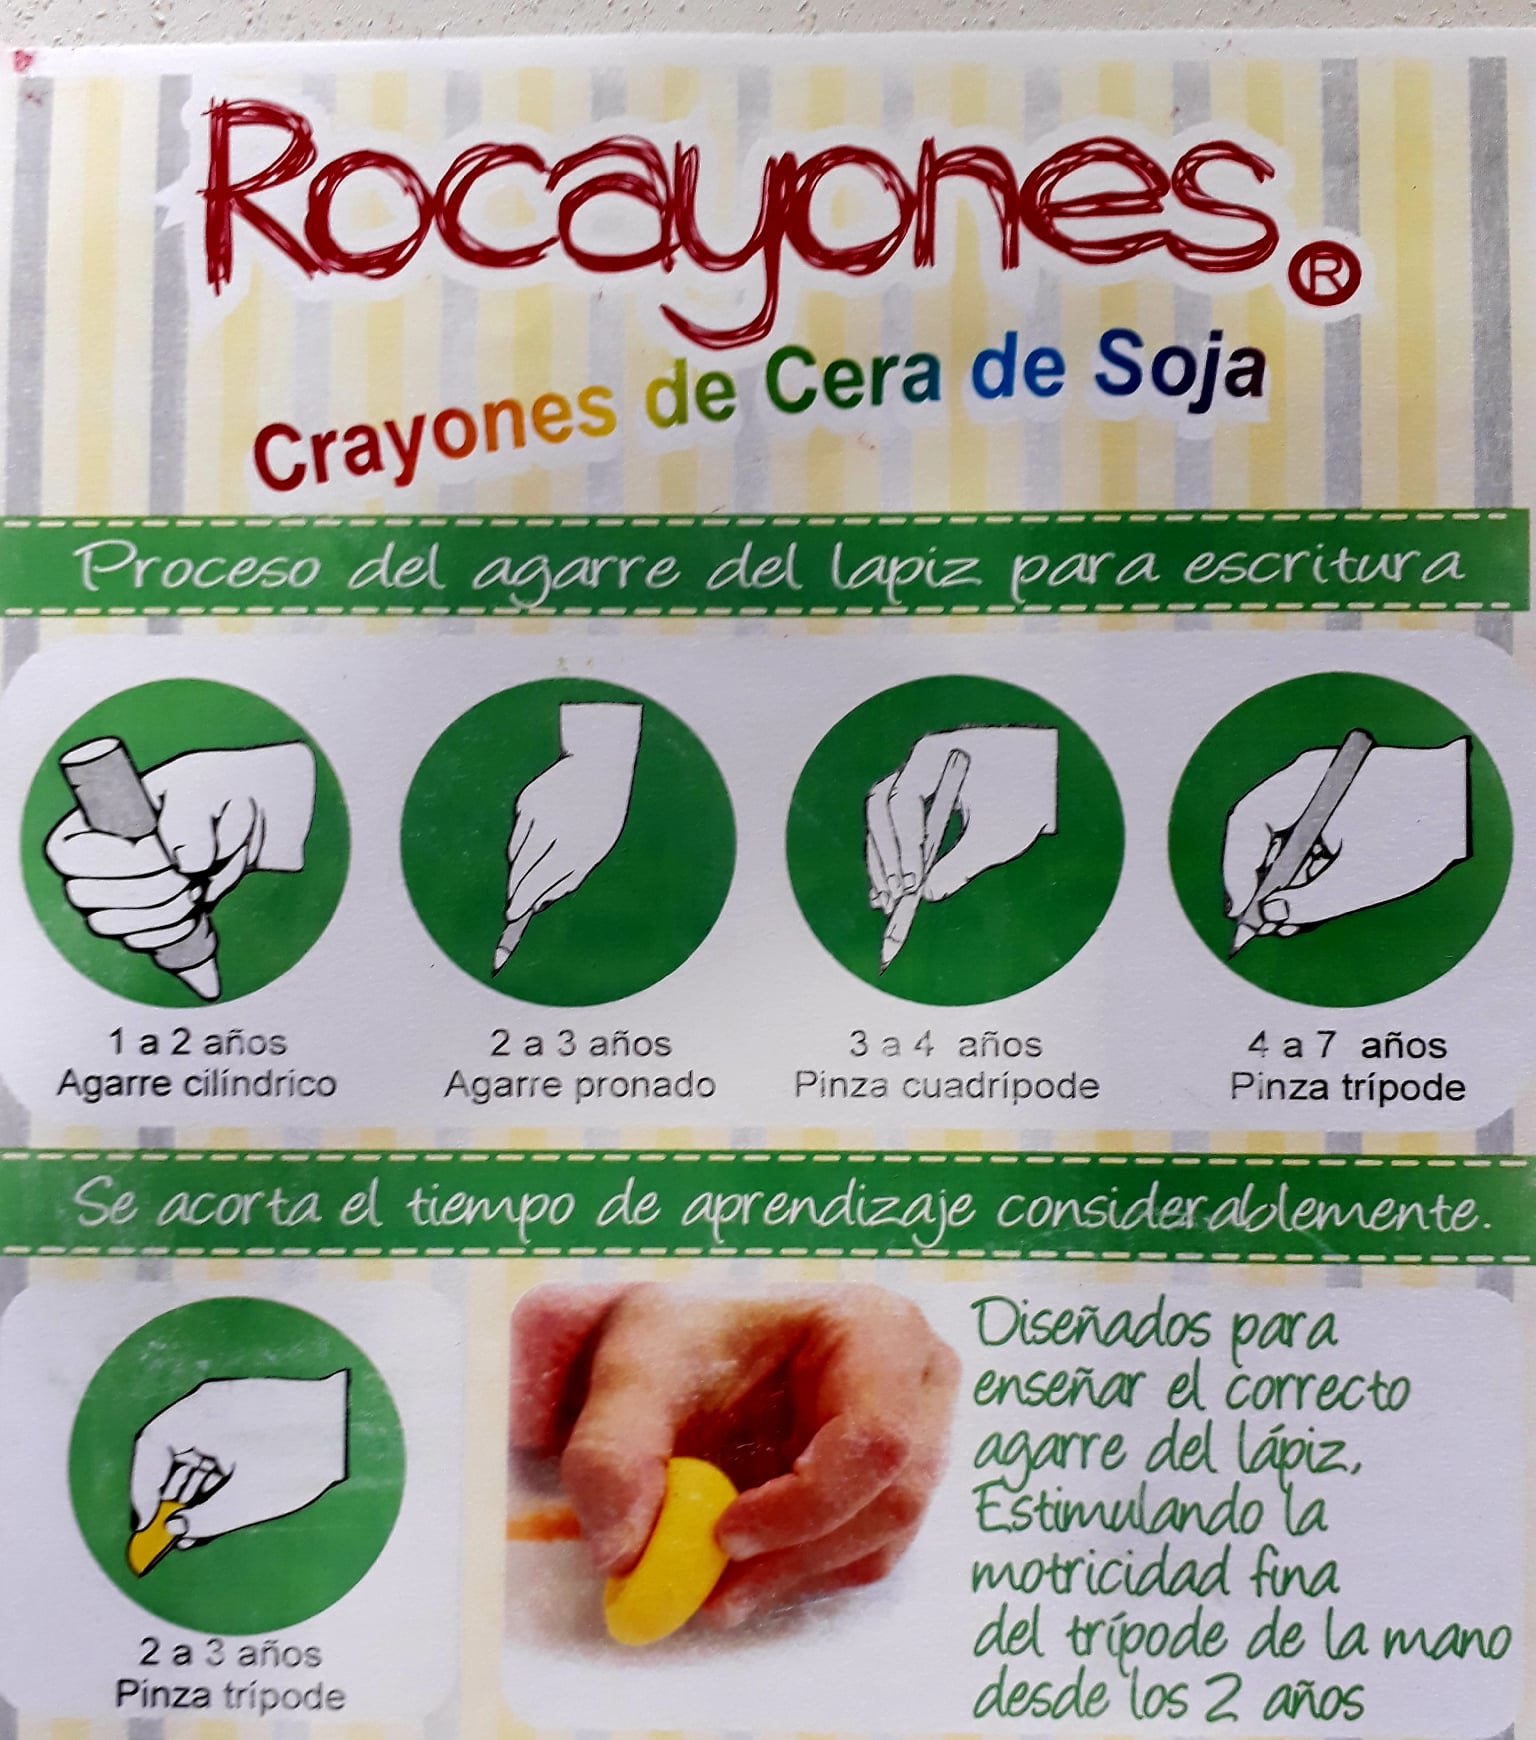 Rocayones®
Crayones de Cera de Soja
Proceso del agarre del lapiz para escritura
1 a 2 años
Agarre cilíndrico
2 a 3 años
Agarre pronado
3 a 4 años
Pinza cuadrípode
4 a 7 años
Pinza trípode
Se acorta el tiempo de aprendizaje considerablemente.
2 a 3 años
Pinza trípode
Diseñados para
enseñar el correcto
agarre del lápiz,
Estimulando la
motricidad fina
del trípode de la mano
desde los 2 años